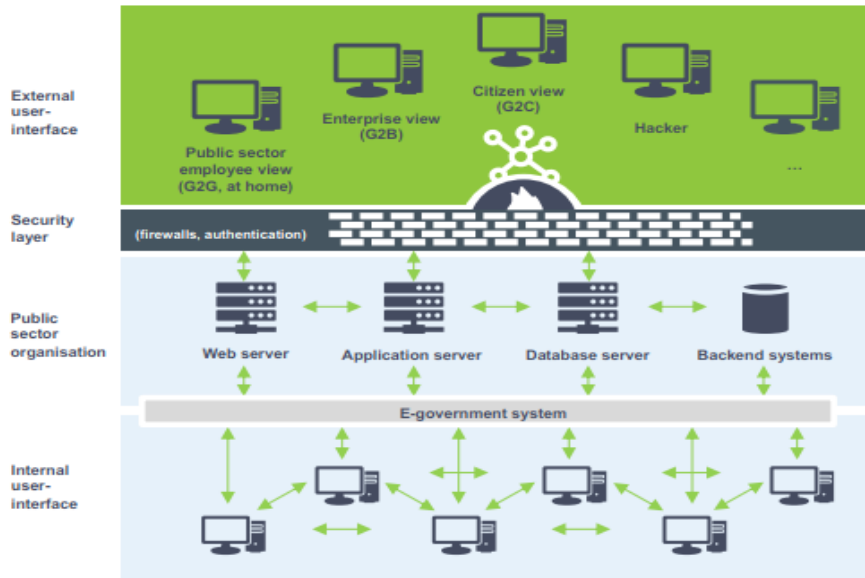 External
user-
interface
Public sector
employee view
(G2G, at home)
Enterprise view
(G2B)
Citizen view
(G2C)
Hacker
...
Security
layer
(firewalls, authentication)
Public
sector
organisation
Web server
Application server
Database server
Backend systems
E-government system
Internal
user-
interface